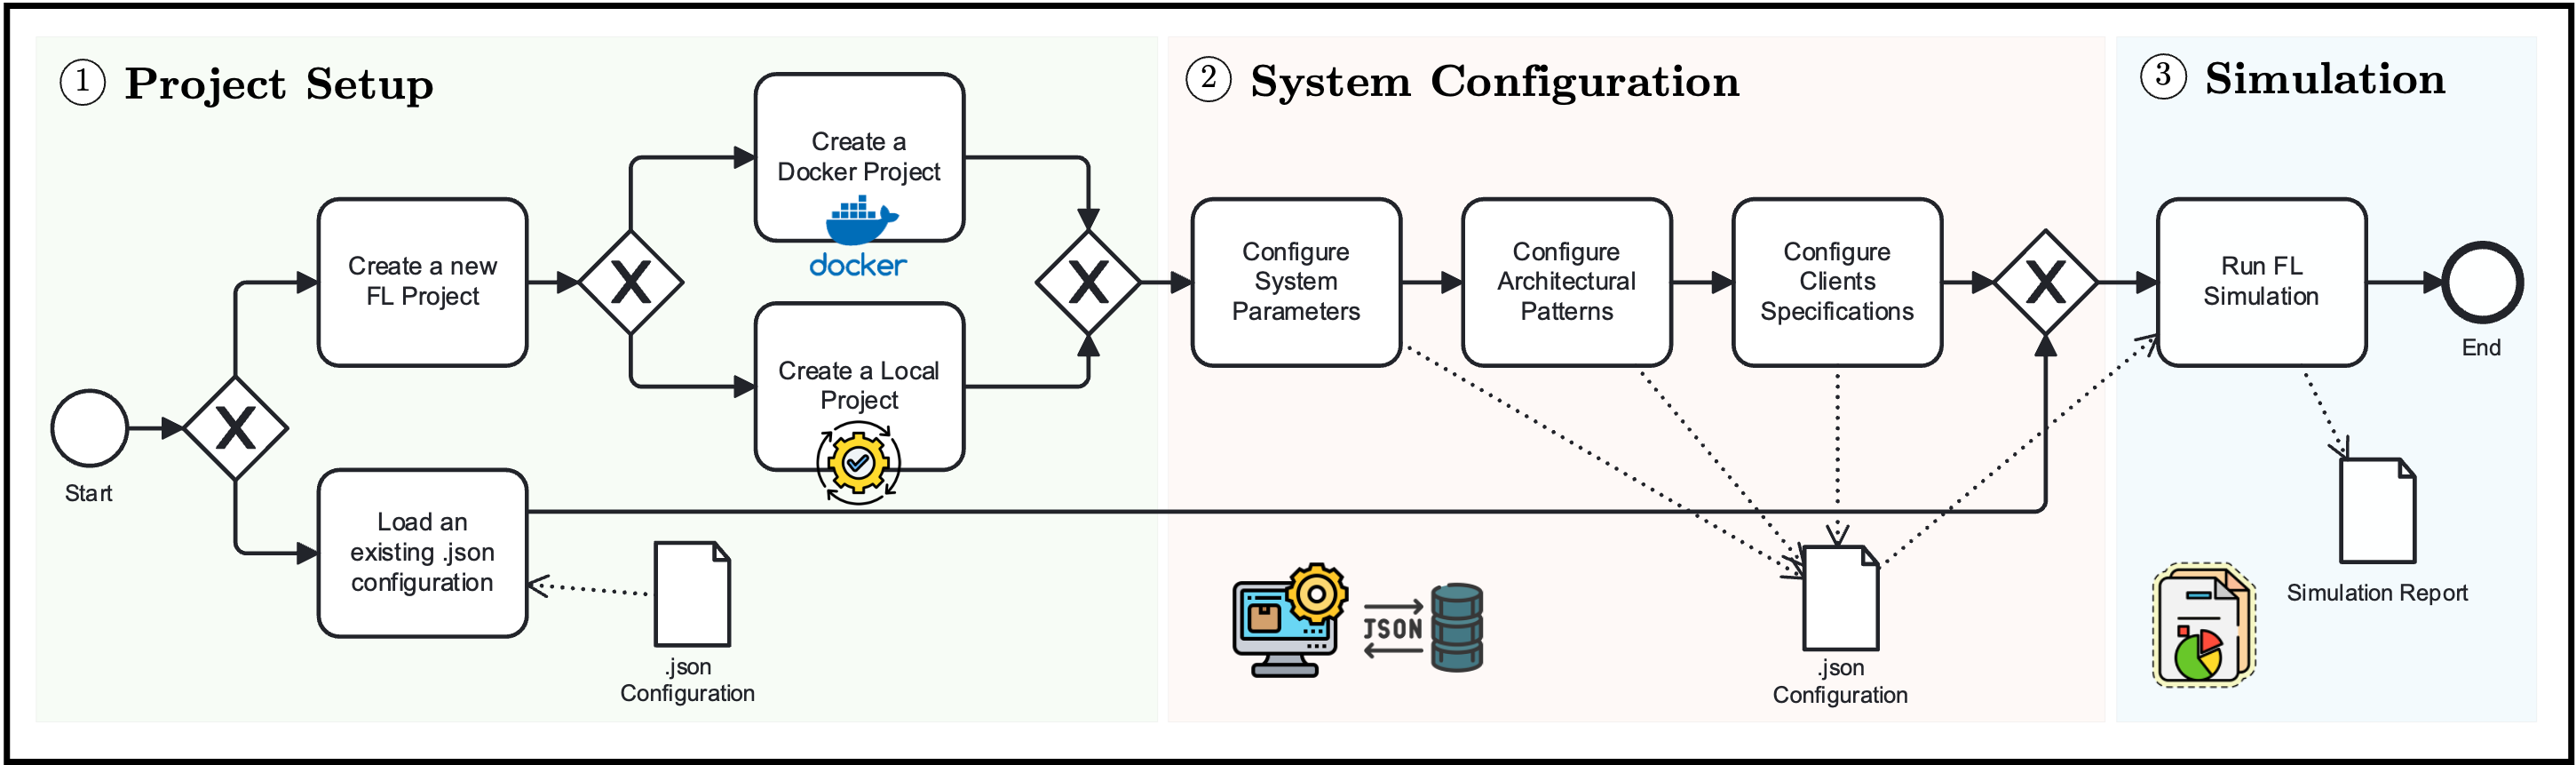 1 Project Setup
Start
X
Create a new
FL Project
Load an
existing .json
configuration
.json
Configuration
X
Create a
Docker Project
docker
Create a Local
Project
X
2 System Configuration
Configure
System
Parameters
Configure
Architectural
Patterns
Configure
Clients
Specifications
X
JSON
.json
Configuration
3 Simulation
Run FL
Simulation
End
Simulation Report